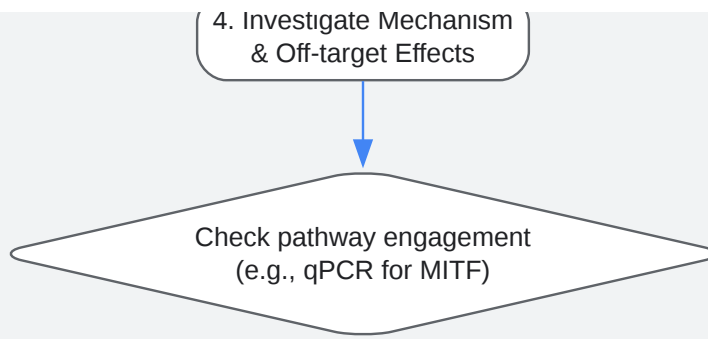 4. Investigate Mechanism
& Off-target Effects
Check pathway engagement
(e.g., qPCR for MITF)